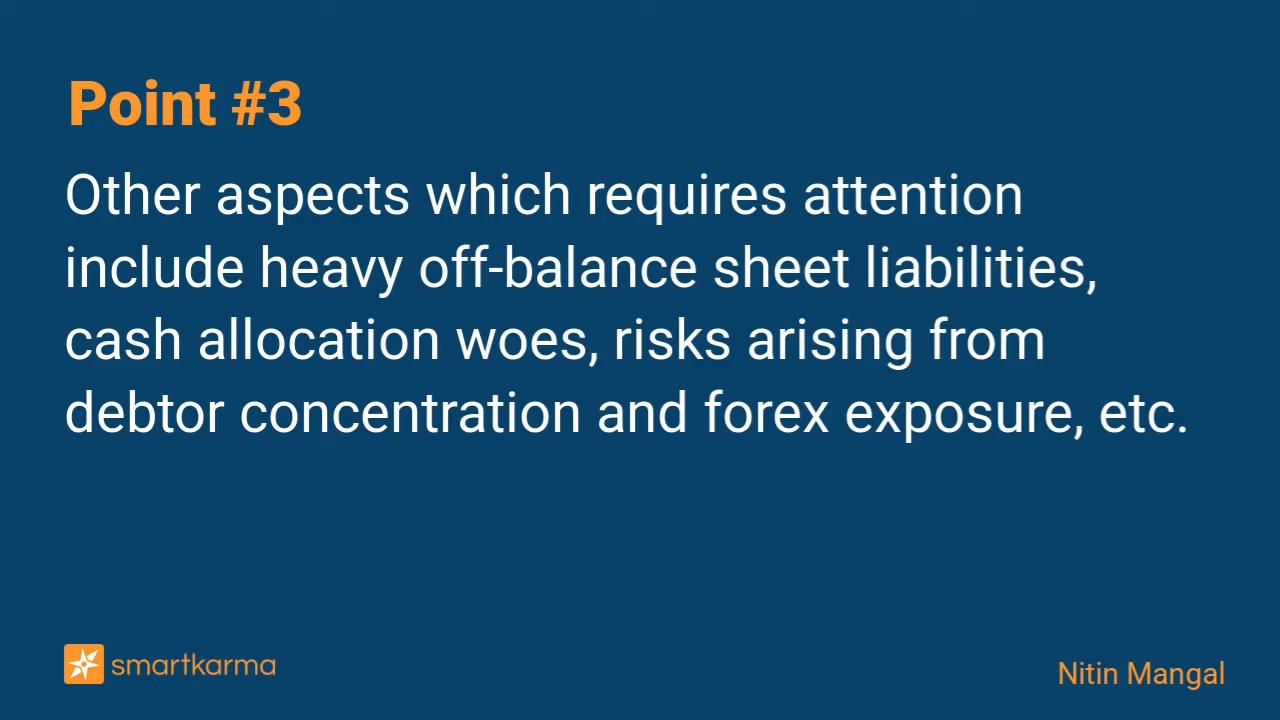 Point #3
Other aspects which requires attention
include heavy off-balance sheet liabilities,
cash allocation woes, risks arising from
debtor concentration and forex exposure, etc.
smartkarma
Nitin Mangal